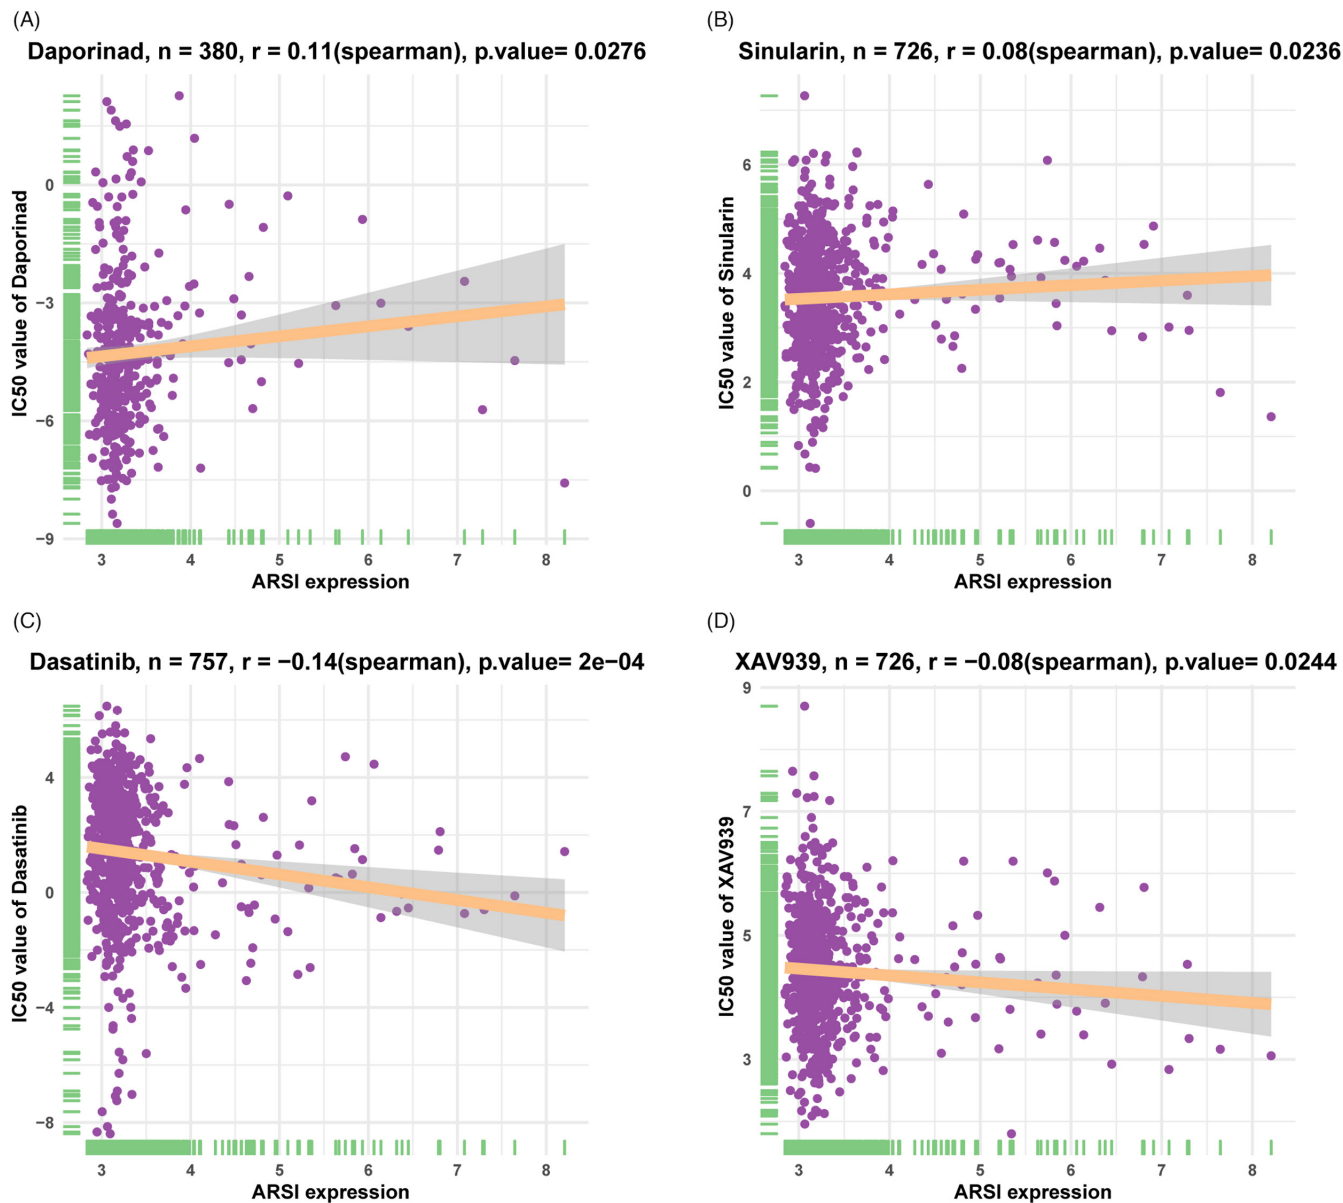 (A)
Daporinad, n = 380, r = 0.11(spearman), p.value= 0.0276
IC50 value of Daporinad
0
−3
−6
−9
3 4 5 6 7 8
ARSI expression
(B)
Sinularin, n = 726, r = 0.08(spearman), p.value= 0.0236
IC50 value of Sinularin
6
4
2
0
3 4 5 6 7 8
ARSI expression
(C)
Dasatinib, n = 757, r = −0.14(spearman), p.value= 2e−04
IC50 value of Dasatinib
4
0
−4
−8
3 4 5 6 7 8
ARSI expression
(D)
XAV939, n = 726, r = −0.08(spearman), p.value= 0.0244
IC50 value of XAV939
9
7
5
3
3 4 5 6 7 8
ARSI expression